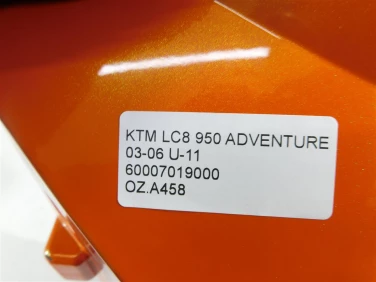 KTM LC8 950 ADVENTURE
03-06 U-11
60007019000
OZ.A458